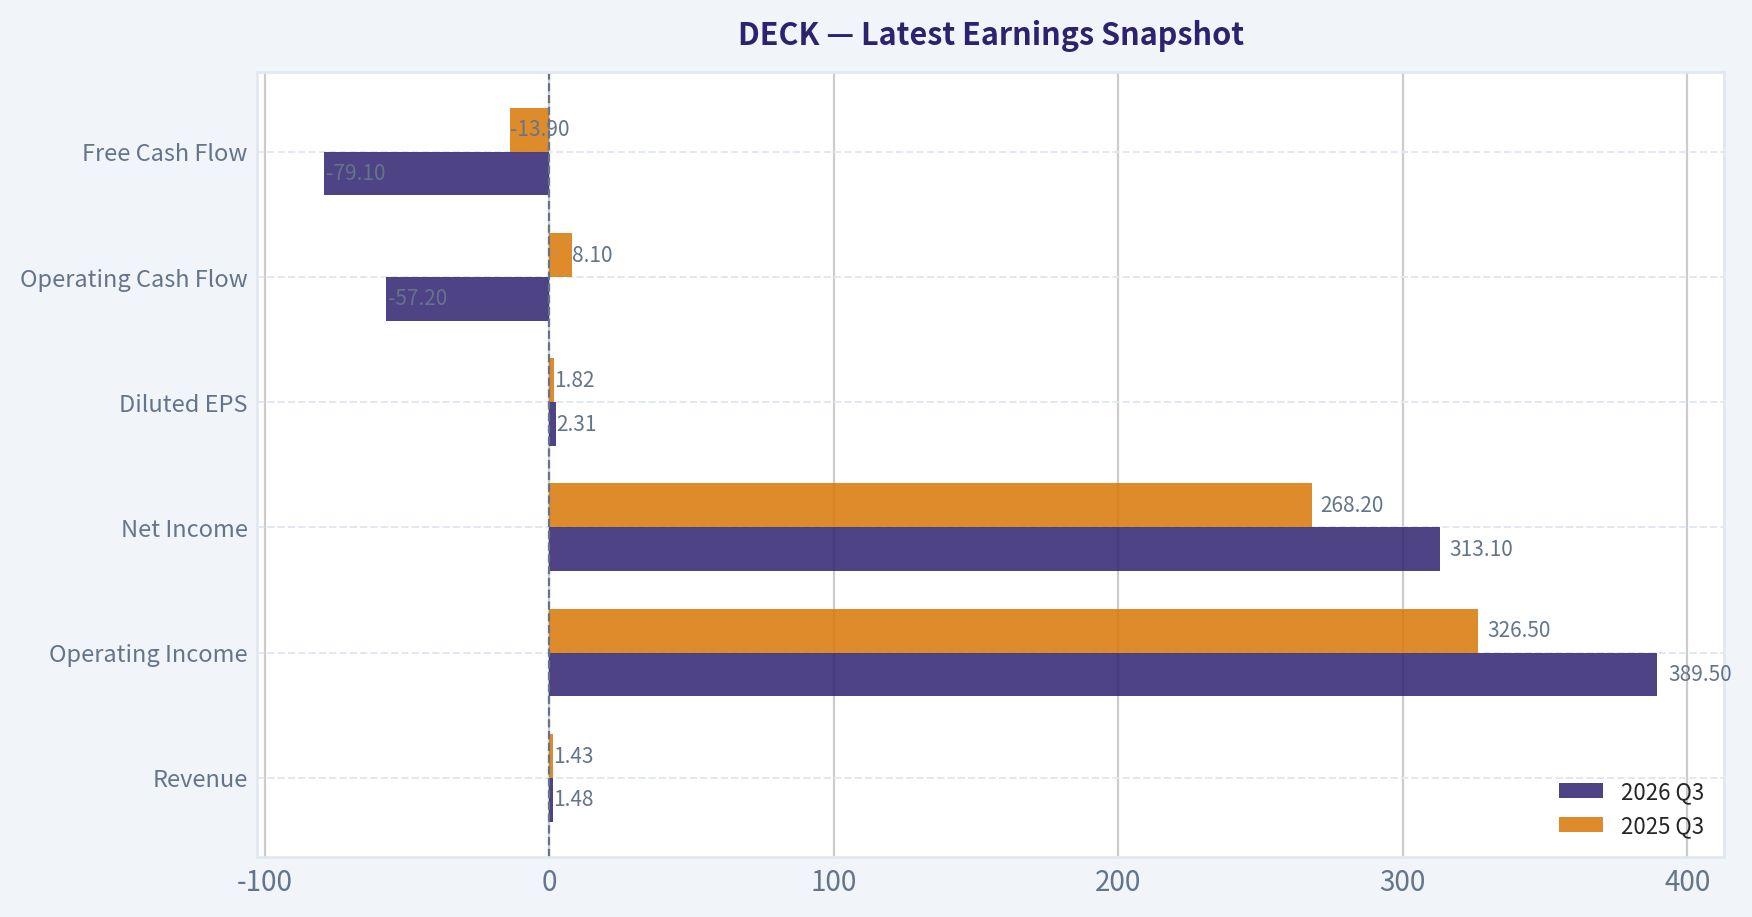 DECK — Latest Earnings Snapshot
Free Cash Flow
-13.90
-79.10
Operating Cash Flow
8.10
-57.20
Diluted EPS
1.82
2.31
Net Income
268.20
313.10
Operating Income
326.50
389.50
Revenue
1.43
1.48
2026 Q3
2025 Q3
-100 0 100 200 300 400